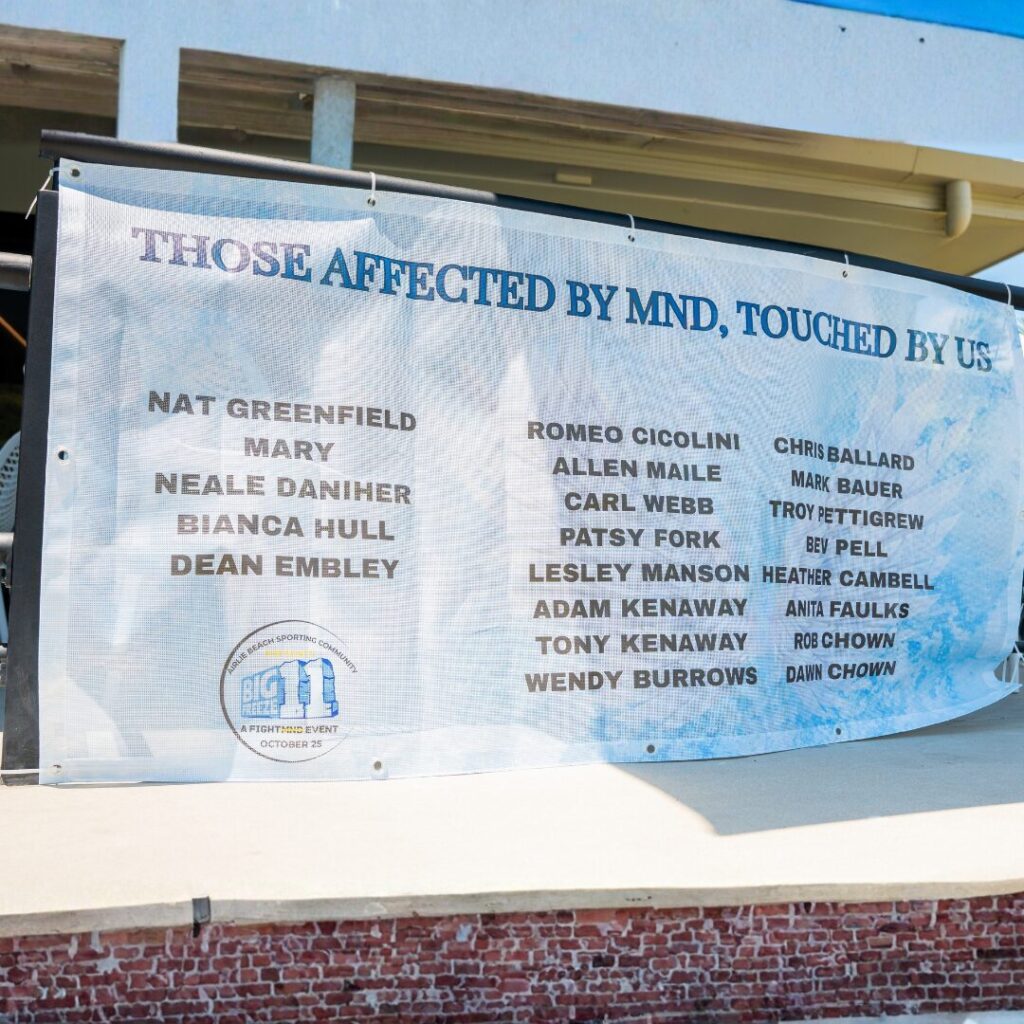 THOSE AFFECTED BY MND, TOUCHED BY US
NAT GREENFIELD
MARY
NEALE DANIHER
BIANCA HULL
DEAN EMBLEY
ROMEO CICOLINI
ALLEN MAILE
CARL WEBB
PATSY FORK
LESLEY MANSON
ADAM KENAWAY
TONY KENAWAY
WENDY BURROWS
CHRIS BALLARD
MARK BAUER
TROY PETTIGREW
BEV PELL
HEATHER CAMBELL
ANITA FAULKS
ROB CHOWN
DAWN CHOWN
AIRLIE BEACH SPORTING COMMUNITY
BIG
FREEZE
11
A FIGHTMND EVENT
OCTOBER 25